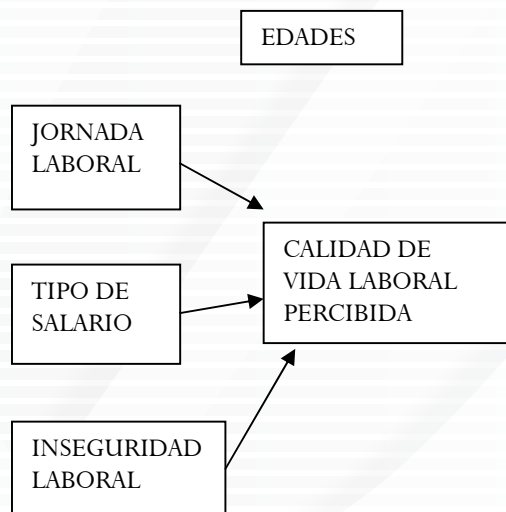 EDADES
JORNADA
LABORAL
CALIDAD DE
VIDA LABORAL
PERCIBIDA
TIPO DE
SALARIO
INSEGURIDAD
LABORAL